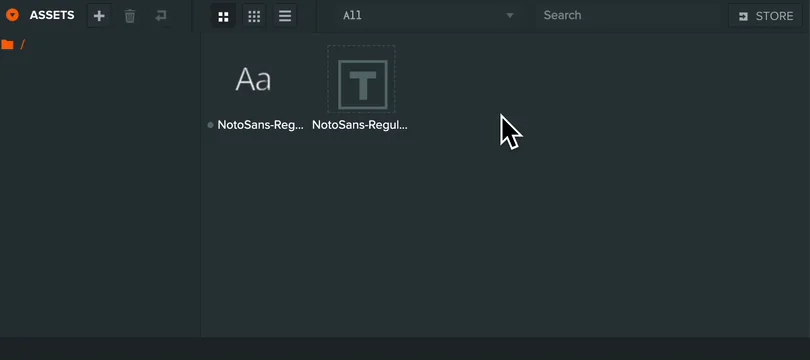 ASSETS
All
Search
STORE
/
Aa
T
NotoSans-Reg...
NotoSans-Regul...